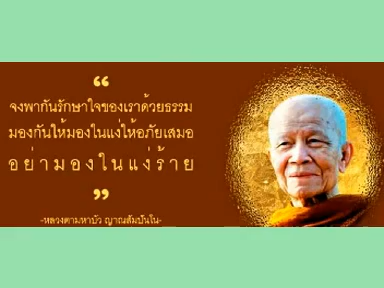 “
จงพากันรักษาใจของเราด้วยธรรม
มองกันให้มองในแง่ให้อภัยเสมอ
อย่ามองในแง่ร้าย
”
-หลวงตามหาบัว ญาณสัมปันโน-